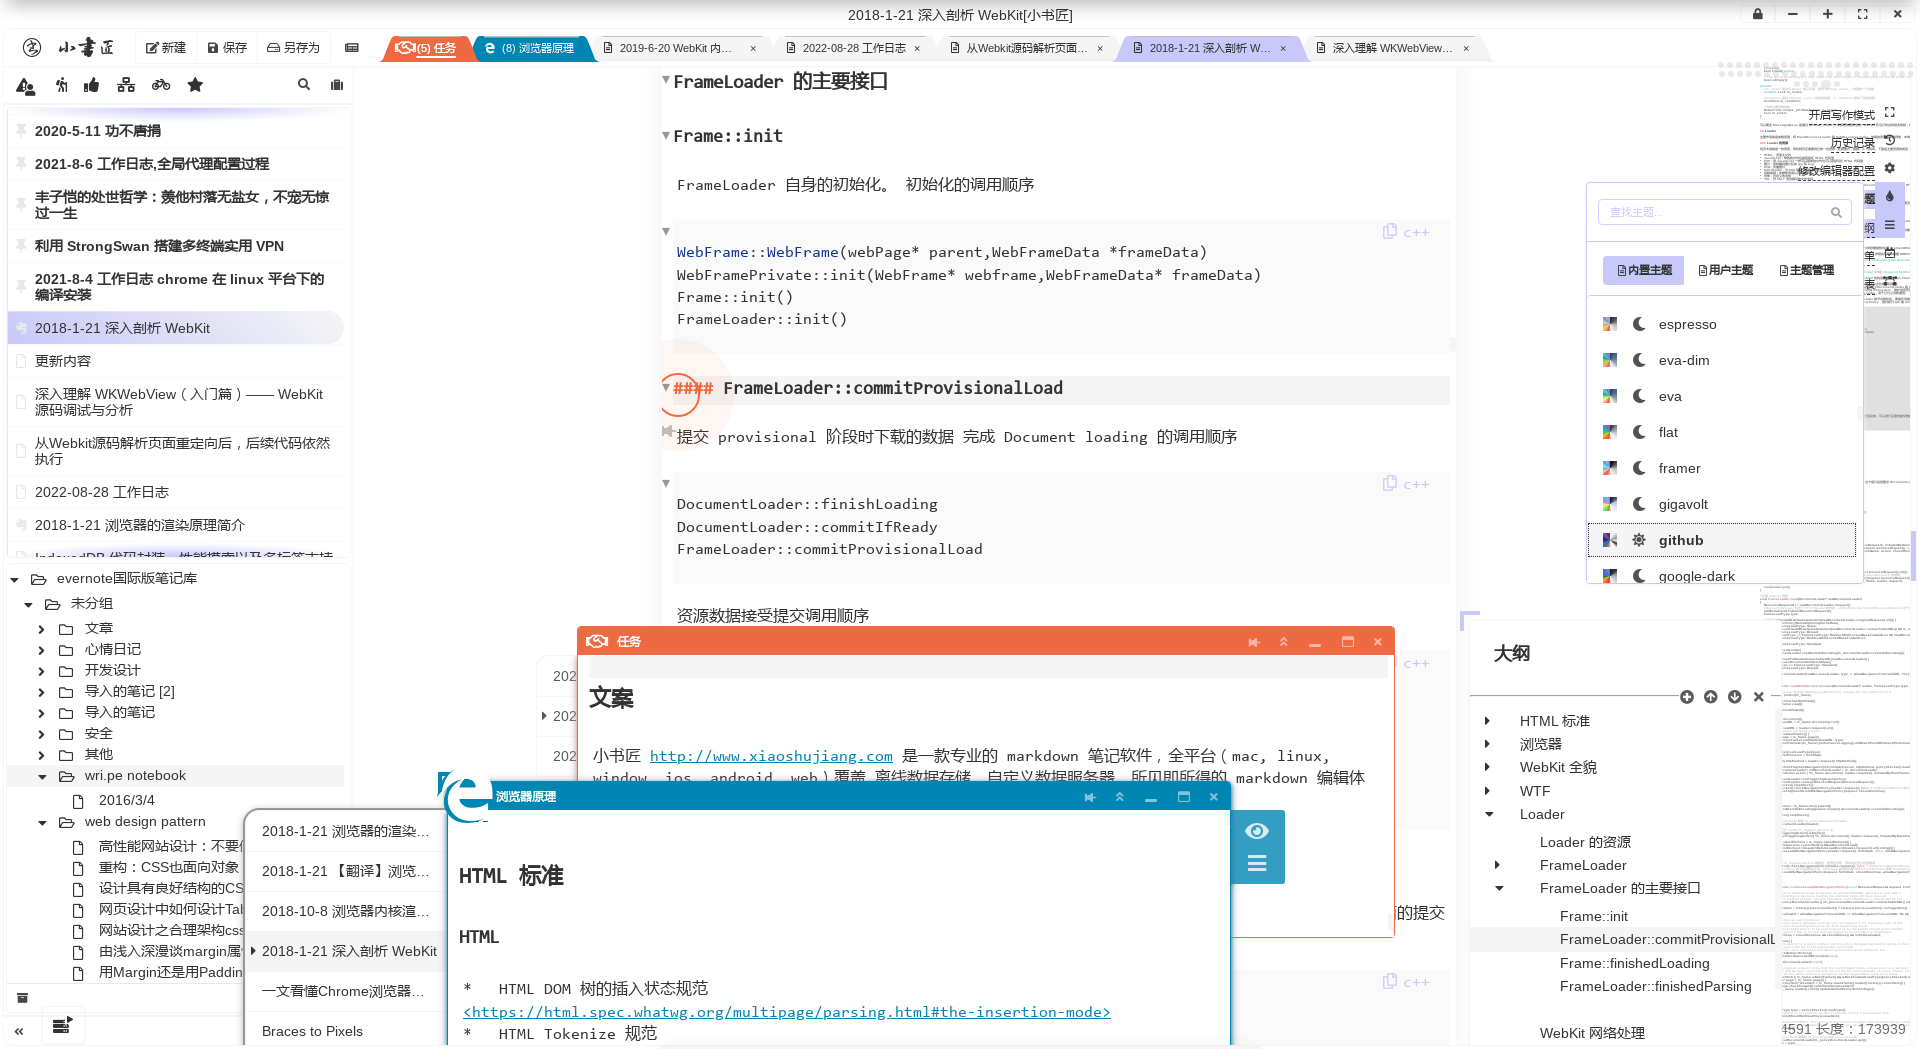 2018-1-21 深入剖析 WebKit[小书匠]
小书匠
新建
保存
另存为
(5) 任务
(8) 浏览器原理
2019-6-20 WebKit 内…
2022-08-28 工作日志
从Webkit源码解析页面…
2018-1-21 深入剖析 W…
深入理解 WKWebView…
2020-5-11 功不唐捐
2021-8-6 工作日志,全局代理配置过程
丰子恺的处世哲学：羡他村落无盐女，不宠无惊
过一生
利用 StrongSwan 搭建多终端实用 VPN
2021-8-4 工作日志 chrome 在 linux 平台下的
编译安装
2018-1-21 深入剖析 WebKit
更新内容
深入理解 WKWebView（入门篇）—— WebKit
源码调试与分析
从Webkit源码解析页面重定向后，后续代码依然
执行
2022-08-28 工作日志
2018-1-21 浏览器的渲染原理简介
evernote国际版笔记库
未分组
文章
心情日记
开发设计
导入的笔记 [2]
导入的笔记
安全
其他
wri.pe notebook
2016/3/4
web design pattern
高性能网站设计：不要
重构：CSS也面向对象
设计具有良好结构的CS
网页设计中如何设计Tab
网站设计之合理架构css
由浅入深漫谈margin属
用Margin还是用Paddin
FrameLoader 的主要接口
Frame::init
FrameLoader 自身的初始化。 初始化的调用顺序
c++
WebFrame::WebFrame(webPage* parent,WebFrameData *frameData)
WebFramePrivate::init(WebFrame* webframe,WebFrameData* frameData)
Frame::init()
FrameLoader::init()
#### FrameLoader::commitProvisionalLoad
提交 provisional 阶段时下载的数据 完成 Document loading 的调用顺序
c++
DocumentLoader::finishLoading
DocumentLoader::commitIfReady
FrameLoader::commitProvisionalLoad
资源数据接受提交调用顺序
c++
的提交
c++
202
202
202
任务
文案
小书匠 http://www.xiaoshujiang.com 是一款专业的 markdown 笔记软件，全平台（mac, linux,
window, ios, android, web）覆盖,离线数据存储，自定义数据服务器，所见即所得的 markdown 编辑体
2018-1-21 浏览器的渲染…
2018-1-21 【翻译】浏览…
2018-10-8 浏览器内核渲…
2018-1-21 深入剖析 WebKit
一文看懂Chrome浏览器…
Braces to Pixels
浏览器原理
HTML 标准
HTML
* HTML DOM 树的插入状态规范
<https://html.spec.whatwg.org/multipage/parsing.html#the-insertion-mode>
* HTML Tokenize 规范
开启写作模式
历史记录
修改编辑器配置
题
纲
单
表
查找主题...
内置主题
用户主题
主题管理
espresso
eva-dim
eva
flat
framer
gigavolt
github
google-dark
大纲
HTML 标准
浏览器
WebKit 全貌
WTF
Loader
Loader 的资源
FrameLoader
FrameLoader 的主要接口
Frame::init
FrameLoader::commitProvisionalL
Frame::finishedLoading
FrameLoader::finishedParsing
WebKit 网络处理
4591 长度：173939